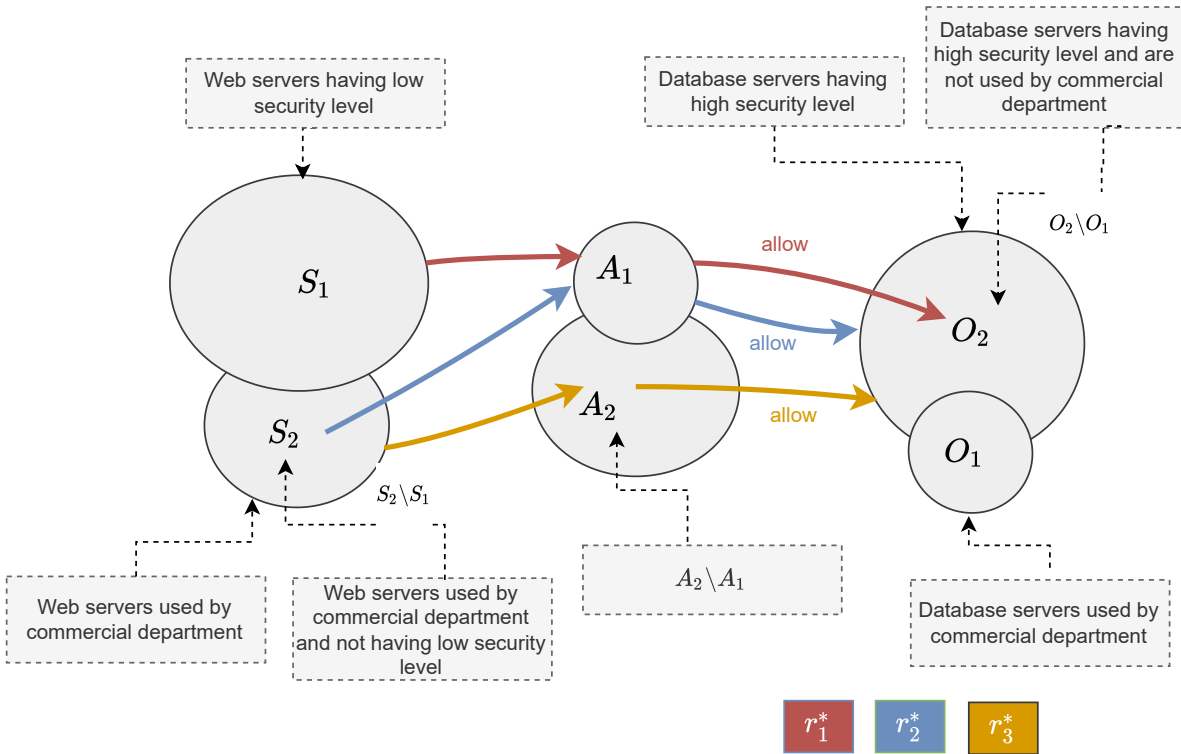 Database servers having
high security level and are
not used by commercial
department
Web servers having low
security level
Database servers having
high security level
O₂\O₁
allow
S₁
A₁
O₂
allow
allow
A₂
S₂
O₁
S₂\S₁
A₂\A₁
Web servers used by
commercial department
Web servers used by
commercial department
and not having low security
level
Database servers used by
commercial department
r₁*
r₂*
r₃*